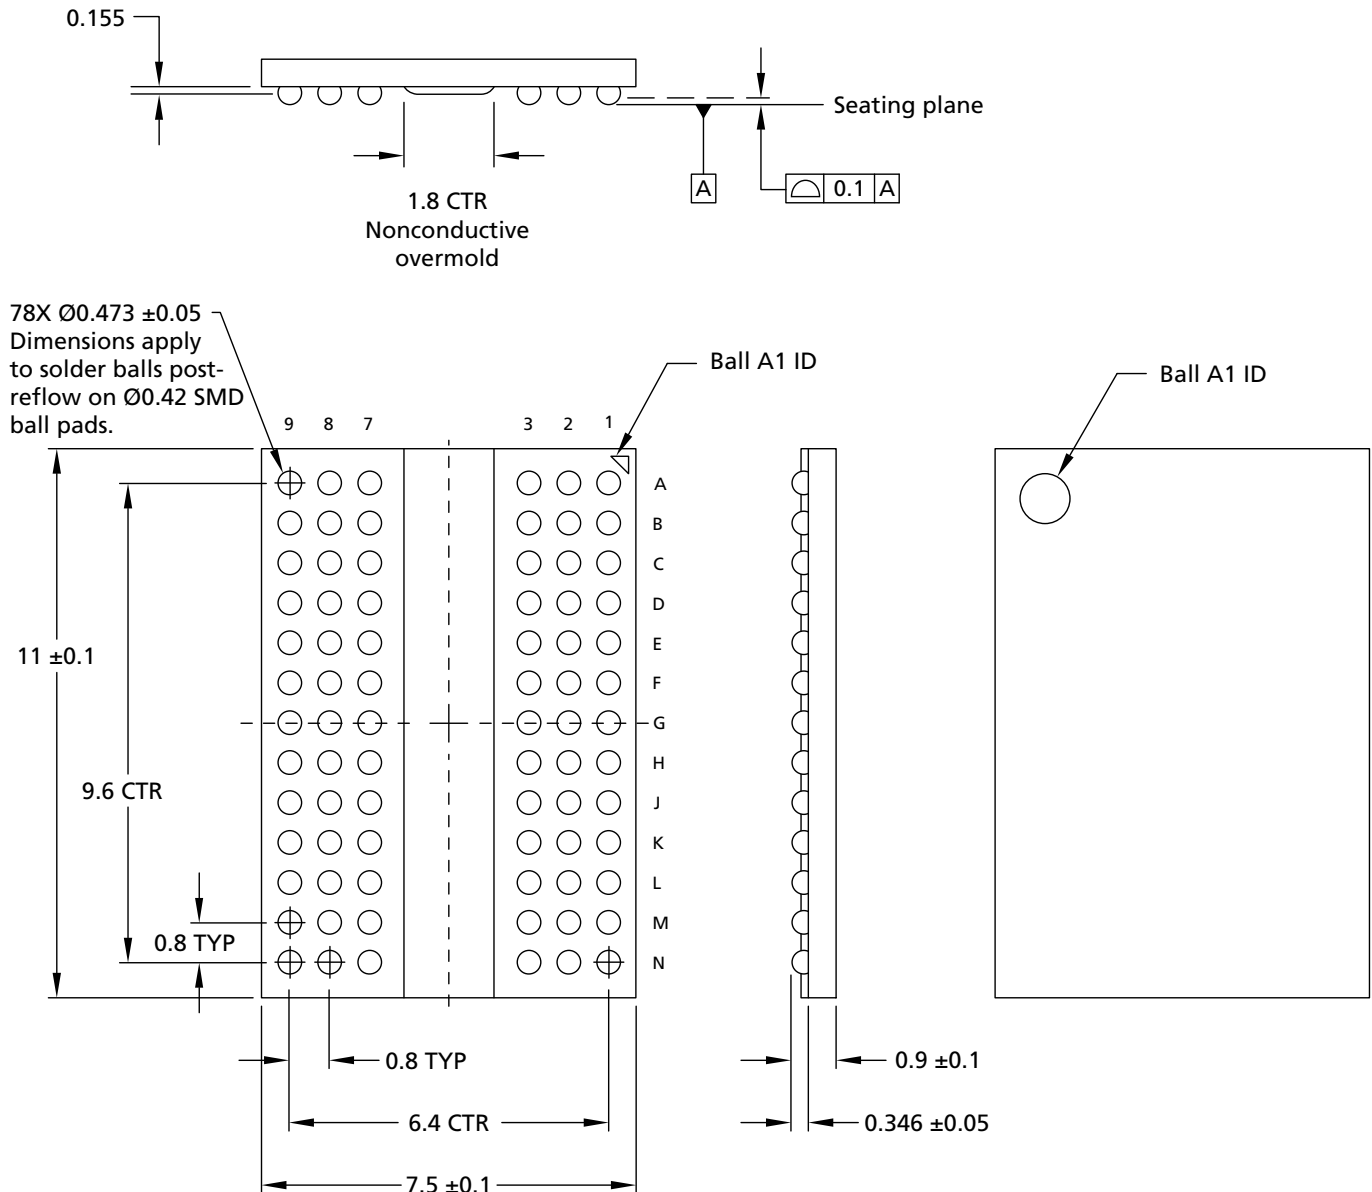 0.155
Seating plane
A
0.1 A
1.8 CTR
Nonconductive
overmold
78X Ø0.473 ±0.05
Dimensions apply
to solder balls post-
reflow on Ø0.42 SMD
ball pads.
Ball A1 ID
Ball A1 ID
9 8 7 3 2 1
A
B
C
D
E
F
G
H
J
K
L
M
N
11 ±0.1
9.6 CTR
0.8 TYP
0.8 TYP
0.9 ±0.1
6.4 CTR
0.346 ±0.05
7.5 ±0.1